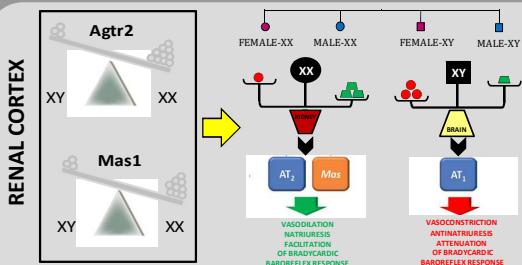 RENAL CORTEX
Agtr2
XY XX
Mas1
XY XX
FEMALE-XX MALE-XX FEMALE-XY MALE-XY
XX XY
KIDNEY BRAIN
AT2 Mas AT1
VASODILATION
NATRIURESIS
FACILITATION
OF BRADYCARDIC
BAROREFLEX RESPONSE
VASOCONSTRICTION
ANTINATRIURESIS
ATTENUATION
OF BRADYCARDIC
BAROREFLEX RESPONSE